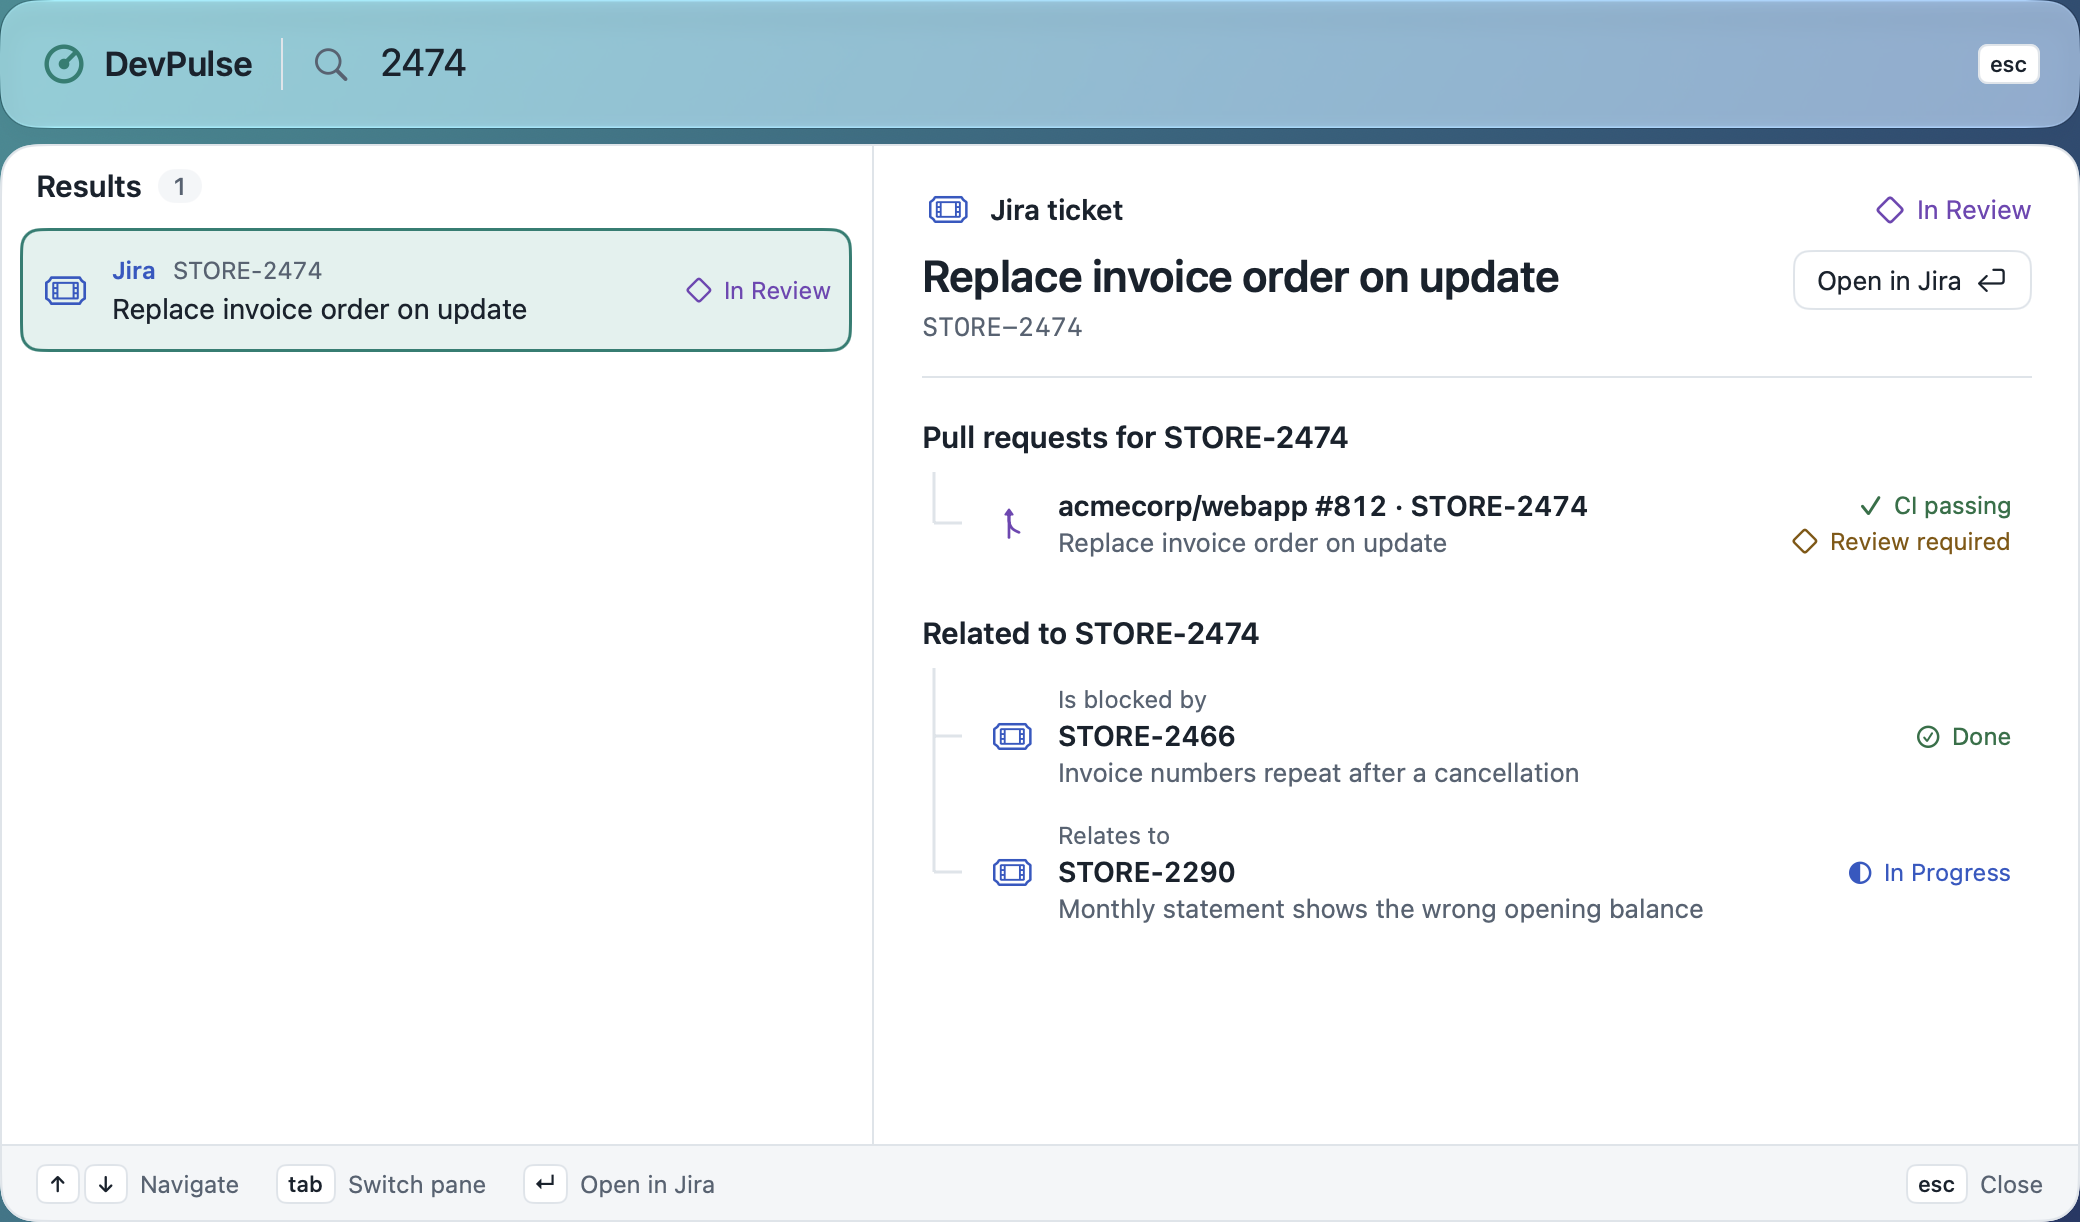 DevPulse 2474 esc
Results 1
Jira STORE-2474
Replace invoice order on update
In Review
Jira ticket
In Review
Replace invoice order on update
Open in Jira
STORE-2474
Pull requests for STORE-2474
acmecorp/webapp #812 · STORE-2474
CI passing
Replace invoice order on update
Review required
Related to STORE-2474
Is blocked by
STORE-2466
Done
Invoice numbers repeat after a cancellation
Relates to
STORE-2290
In Progress
Monthly statement shows the wrong opening balance
↑ ↓ Navigate tab Switch pane ↵ Open in Jira esc Close